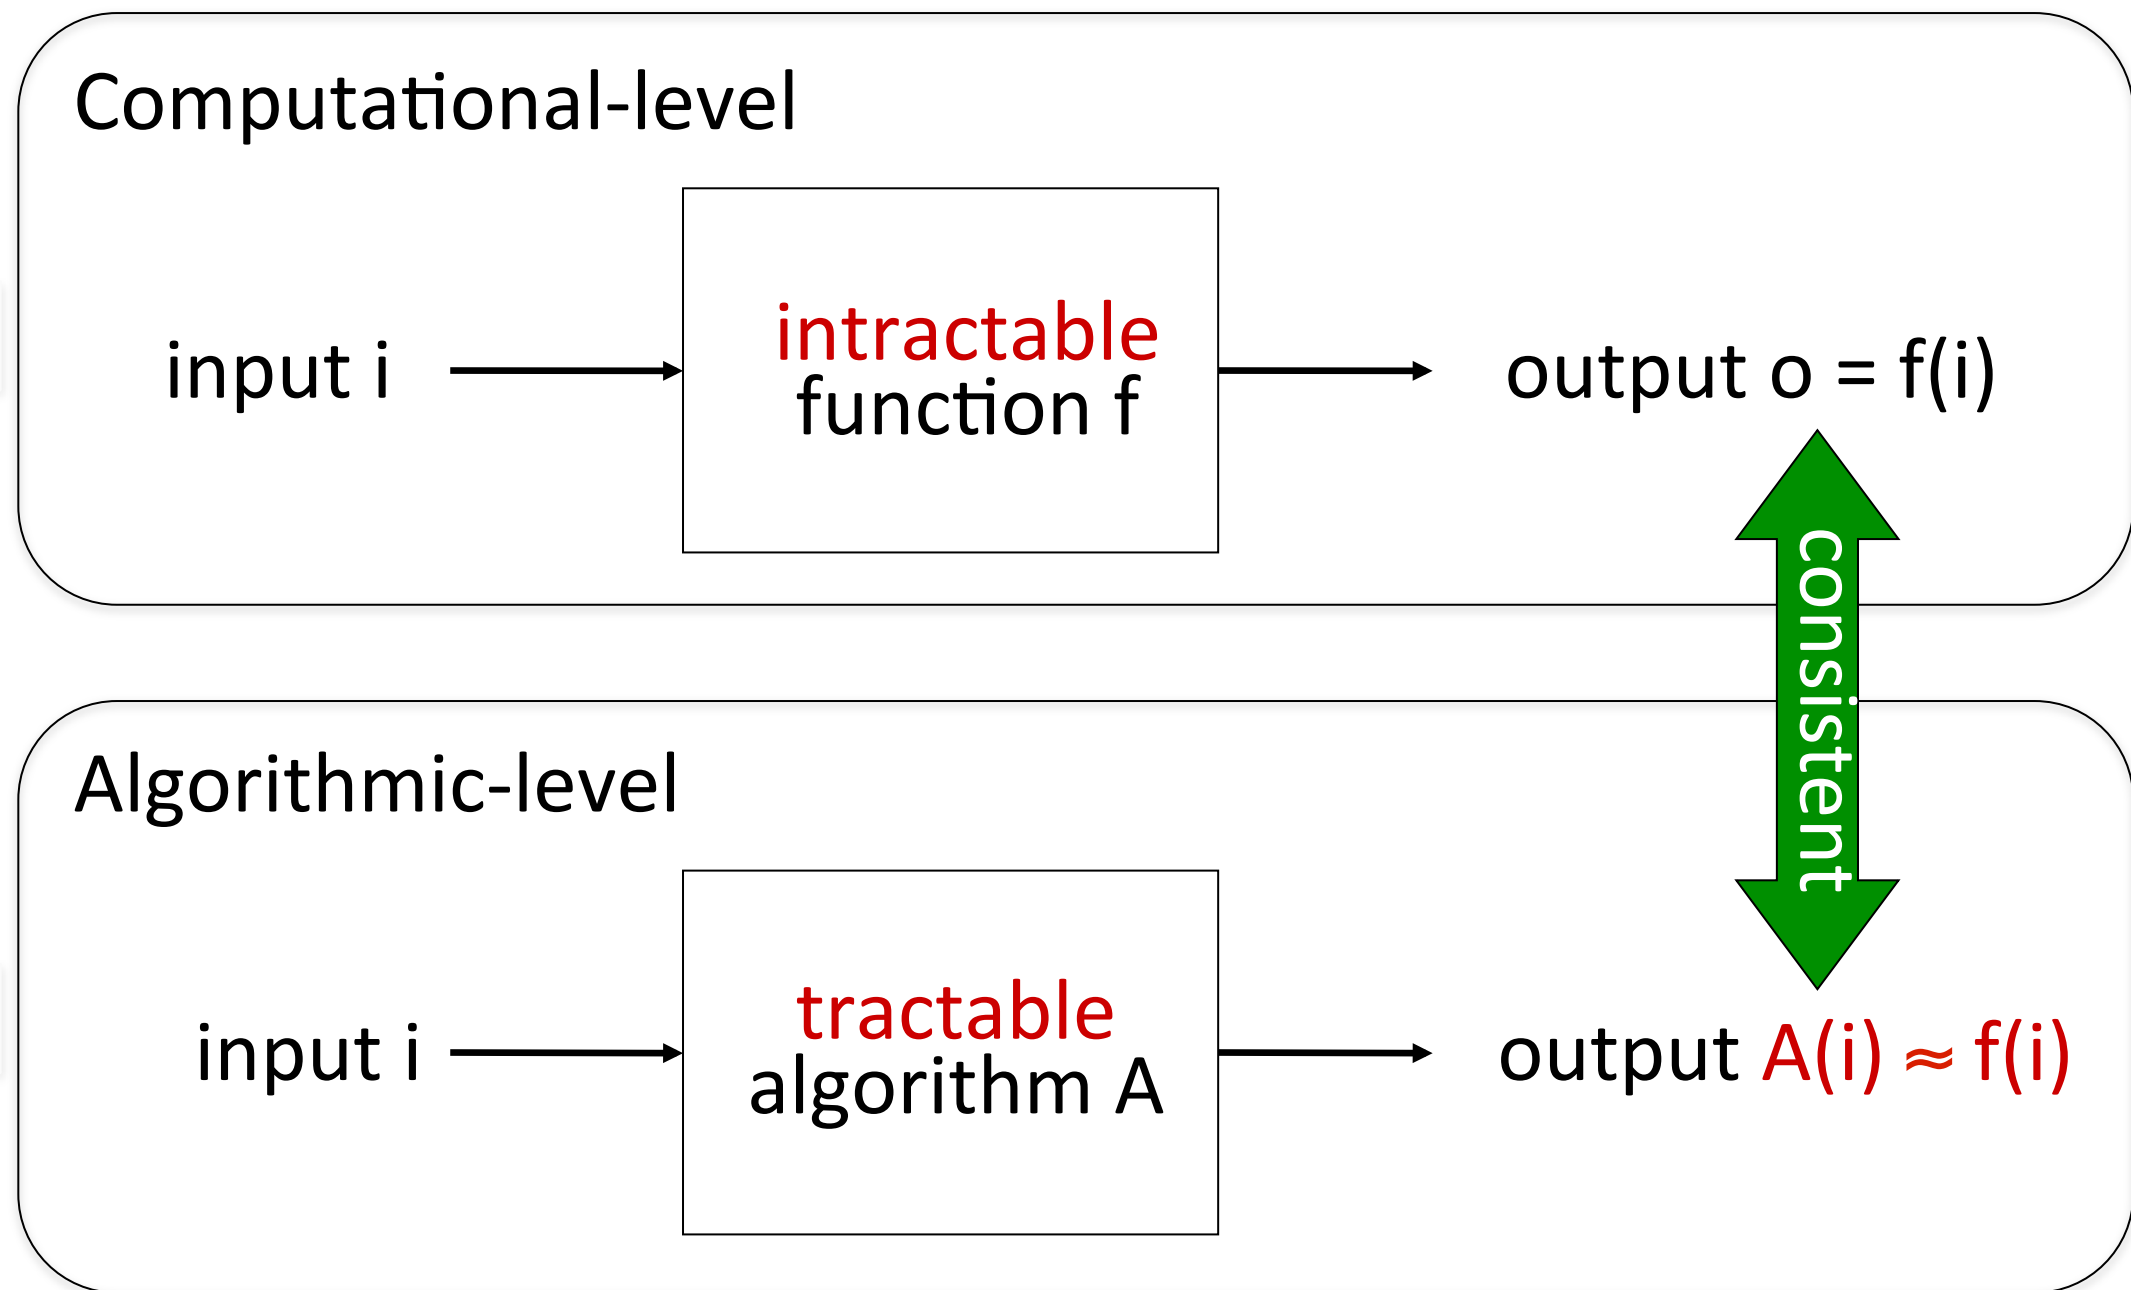 Computational-level
input i
intractable
function f
output o = f(i)
consistent
Algorithmic-level
input i
tractable
algorithm A
output A(i) ≈ f(i)